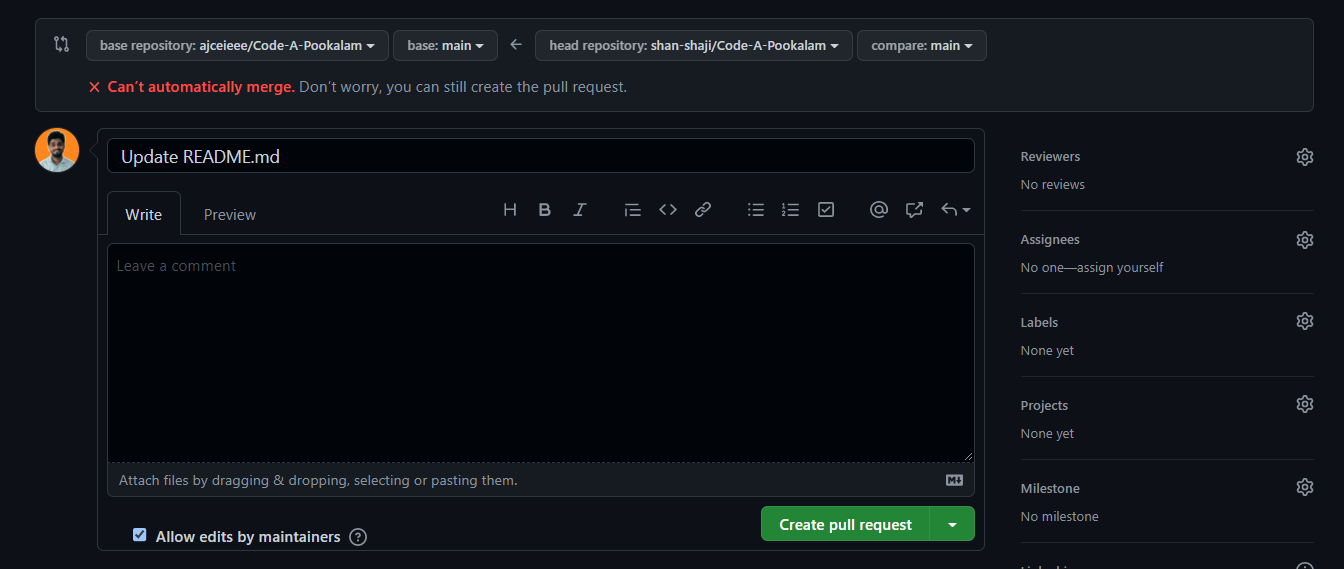 base repository: ajceieee/Code-A-Pookalam base: main head repository: shan-shaji/Code-A-Pookalam compare: main
Can’t automatically merge. Don’t worry, you can still create the pull request.
Update README.md
Write Preview
Leave a comment
Attach files by dragging & dropping, selecting or pasting them.
Allow edits by maintainers
Create pull request
Reviewers
No reviews
Assignees
No one—assign yourself
Labels
None yet
Projects
None yet
Milestone
No milestone